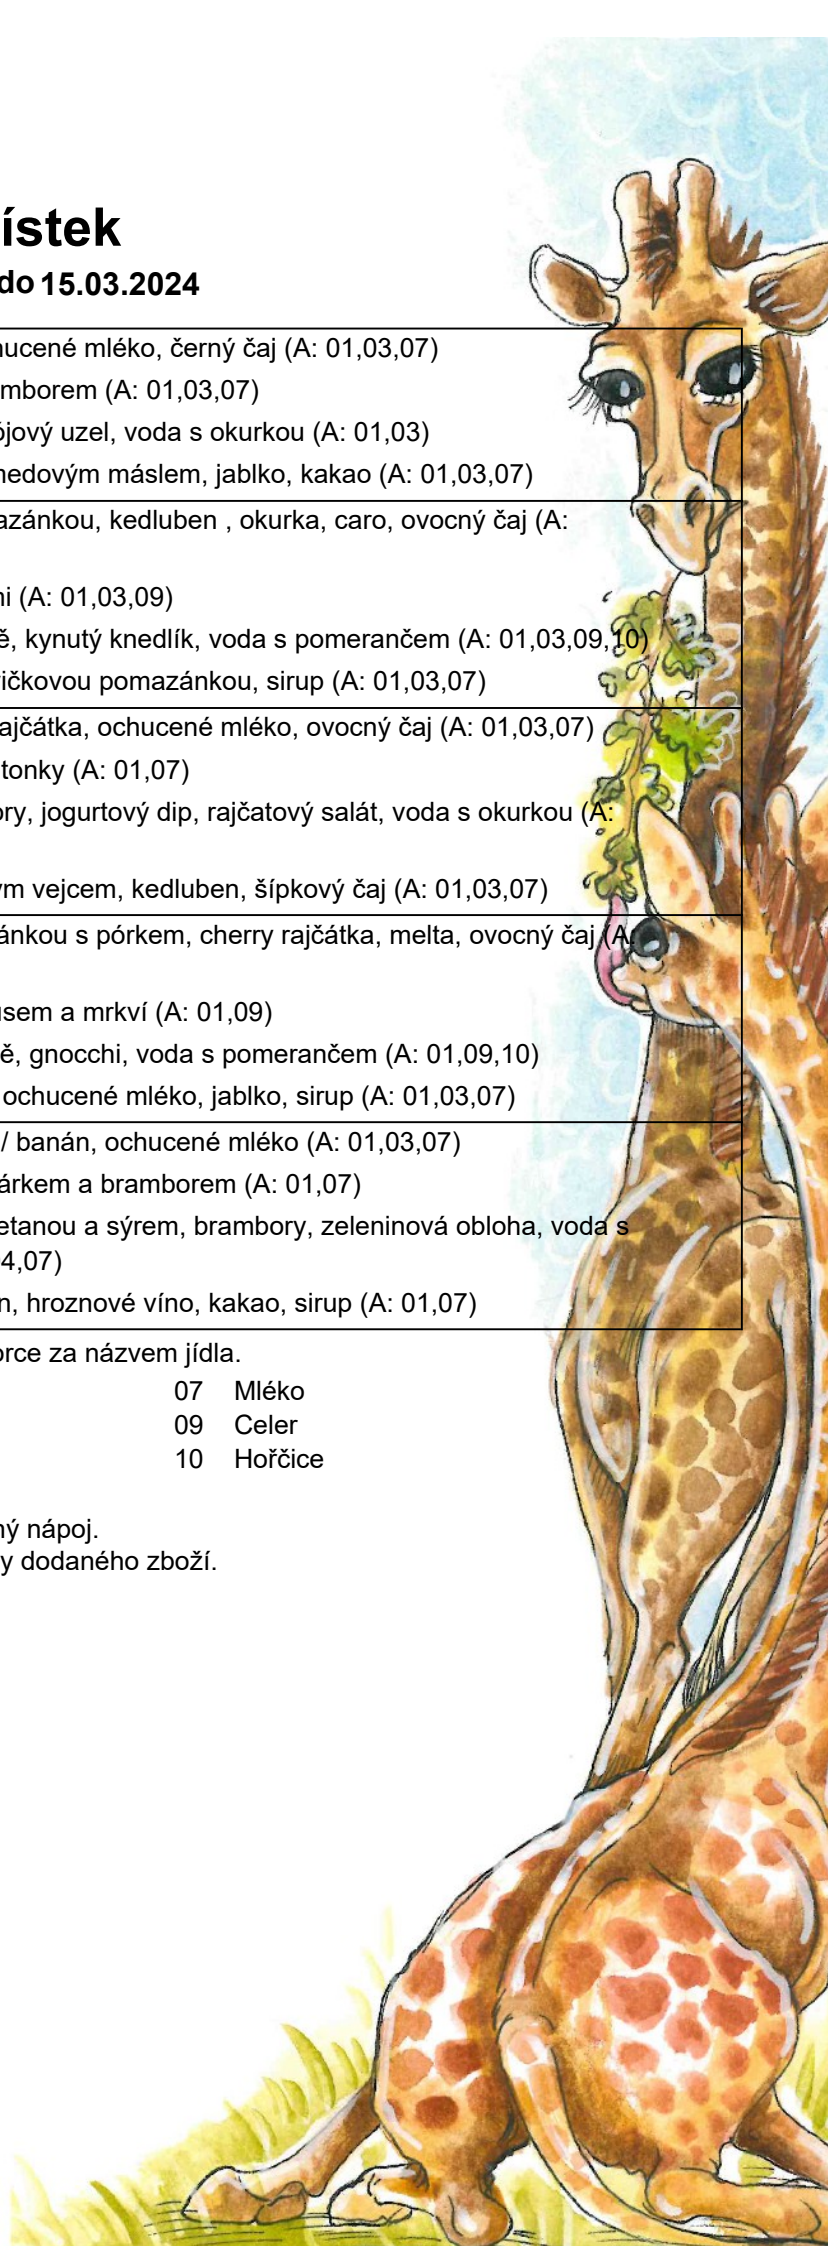 ístek
do 15.03.2024
hucené mléko, černý čaj (A: 01,03,07)
mborem (A: 01,03,07)
ójový uzel, voda s okurkou (A: 01,03)
medovým máslem, jablko, kakao (A: 01,03,07)
azánkou, kedluben , okurka, caro, ovocný čaj (A:
ni (A: 01,03,09)
ě, kynutý knedlík, voda s pomerančem (A: 01,03,09,10)
ičkovou pomazánkou, sirup (A: 01,03,07)
ajčátka, ochucené mléko, ovocný čaj (A: 01,03,07)
tonky (A: 01,07)
ory, jogurtový dip, rajčatový salát, voda s okurkou (A:
ým vejcem, kedluben, šípkový čaj (A: 01,03,07)
ánkou s pórkem, cherry rajčátka, melta, ovocný čaj (A:
usem a mrkví (A: 01,09)
ě, gnocchi, voda s pomerančem (A: 01,09,10)
ochucené mléko, jablko, sirup (A: 01,03,07)
/ banán, ochucené mléko (A: 01,03,07)
árkem a bramborem (A: 01,07)
etanou a sýrem, brambory, zeleninová obloha, voda s
04,07)
n, hroznové víno, kakao, sirup (A: 01,07)
orce za názvem jídla.
07 Mléko
09 Celer
10 Hořčice
ný nápoj.
y dodaného zboží.